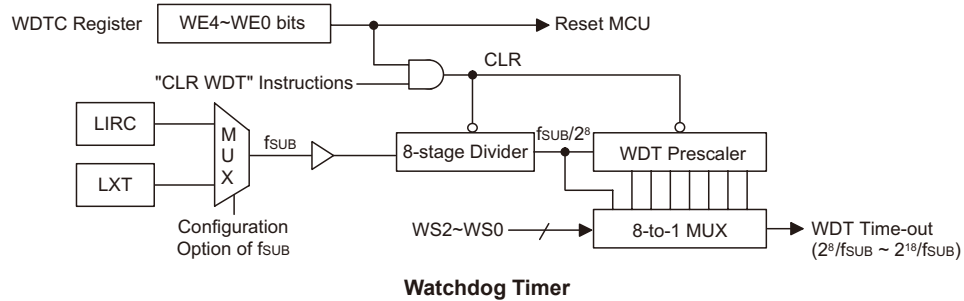 WDTC Register
WE4~WE0 bits
Reset MCU
CLR
"CLR WDT" Instructions
LIRC
LXT
M
U
X
fSUB
8-stage Divider
fSUB/2⁸
WDT Prescaler
Configuration
Option of fSUB
WS2~WS0
8-to-1 MUX
WDT Time-out
(2⁸/fSUB ~ 2¹⁸/fSUB)
Watchdog Timer